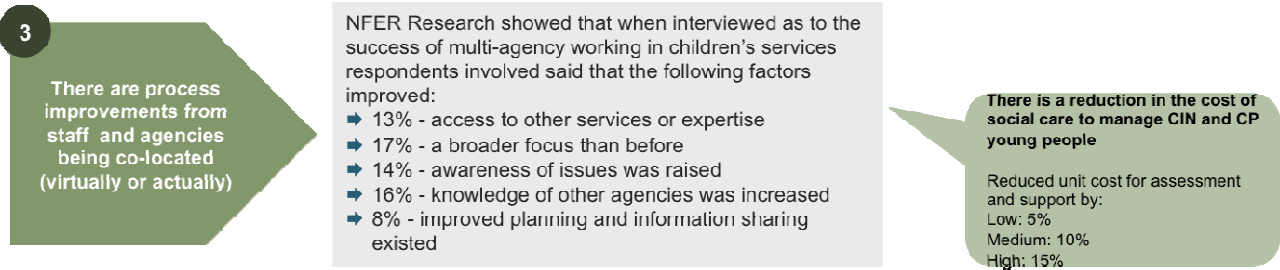 3
There are process
improvements from
staff and agencies
being co-located
(virtually or actually)
NFER Research showed that when interviewed as to the
success of multi-agency working in children’s services
respondents involved said that the following factors
improved:
13% - access to other services or expertise
17% - a broader focus than before
14% - awareness of issues was raised
16% - knowledge of other agencies was increased
8% - improved planning and information sharing
existed
There is a reduction in the cost of
social care to manage CIN and CP
young people
Reduced unit cost for assessment
and support by:
Low: 5%
Medium: 10%
High: 15%